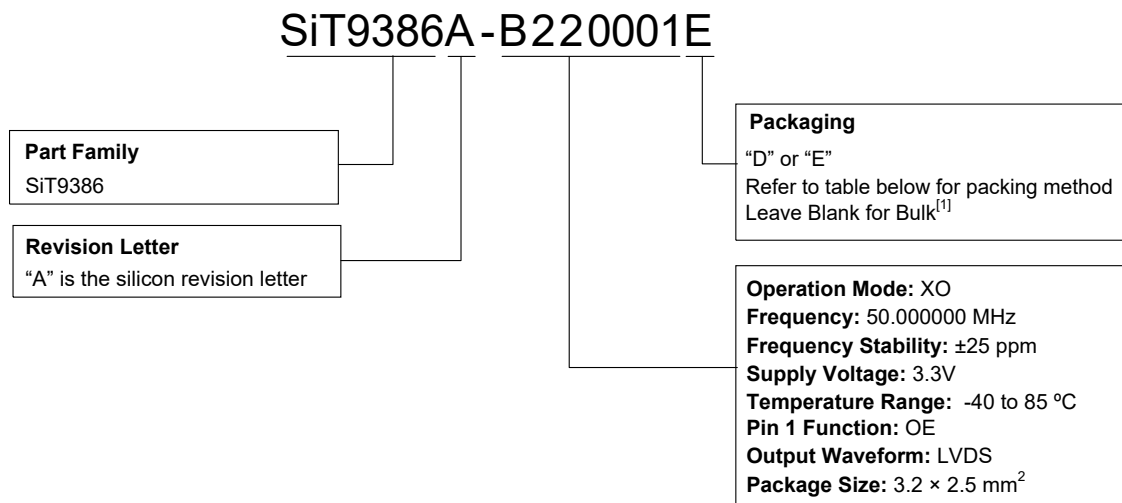 SiT9386A-B220001E
Part Family
SiT9386
Revision Letter
“A” is the silicon revision letter
Packaging
“D” or “E”
Refer to table below for packing method
Leave Blank for Bulk[1]
Operation Mode: XO
Frequency: 50.000000 MHz
Frequency Stability: ±25 ppm
Supply Voltage: 3.3V
Temperature Range: -40 to 85 ºC
Pin 1 Function: OE
Output Waveform: LVDS
Package Size: 3.2 × 2.5 mm2